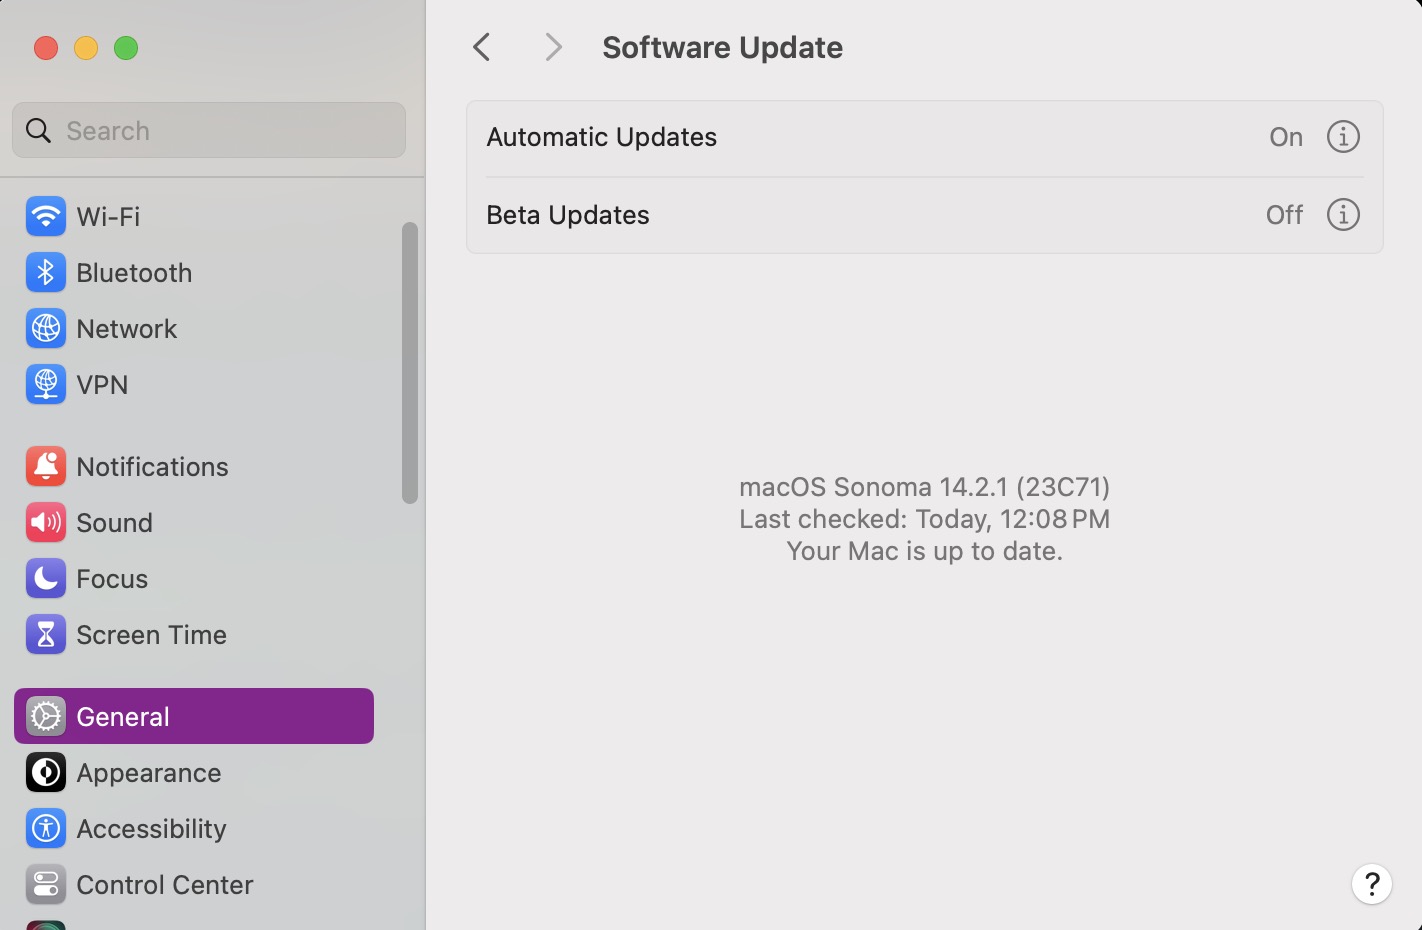 Search
Wi-Fi
Bluetooth
Network
VPN
Notifications
Sound
Focus
Screen Time
General
Appearance
Accessibility
Control Center
Software Update
Automatic Updates On
Beta Updates Off
macOS Sonoma 14.2.1 (23C71)
Last checked: Today, 12:08 PM
Your Mac is up to date.
?